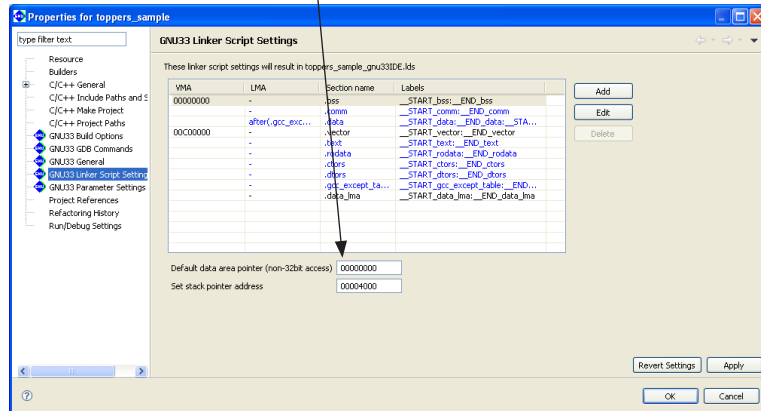 Properties for toppers_sample
type filter text
GNU33 Linker Script Settings
Resource
Builders
C/C++ General
C/C++ Include Paths and S
C/C++ Make Project
C/C++ Project Paths
GNU33 Build Options
GNU33 GDB Commands
GNU33 General
GNU33 Linker Script Setting
GNU33 Parameter Settings
Project References
Refactoring History
Run/Debug Settings
These linker script settings will result in toppers_sample_gnu33IDE.lds
VMA LMA Section name Labels
00000000 - .bss __START_bss:__END_bss
- .comm __START_comm:__END_comm
after(.gcc_exc... .data __START_data:__END_data:__STA...
00C00000 - .vector __START_vector:__END_vector
- .text __START_text:__END_text
- .rodata __START_rodata:__END_rodata
- .ctors __START_ctors:__END_ctors
- .dtors __START_dtors:__END_dtors
- .gcc_except_ta... __START_gcc_except_table:__END...
- .data_lma __START_data_lma:__END_data_lma
Add
Edit
Delete
Default data area pointer (non-32bit access) 00000000
Set stack pointer address 00004000
Revert Settings Apply
OK Cancel